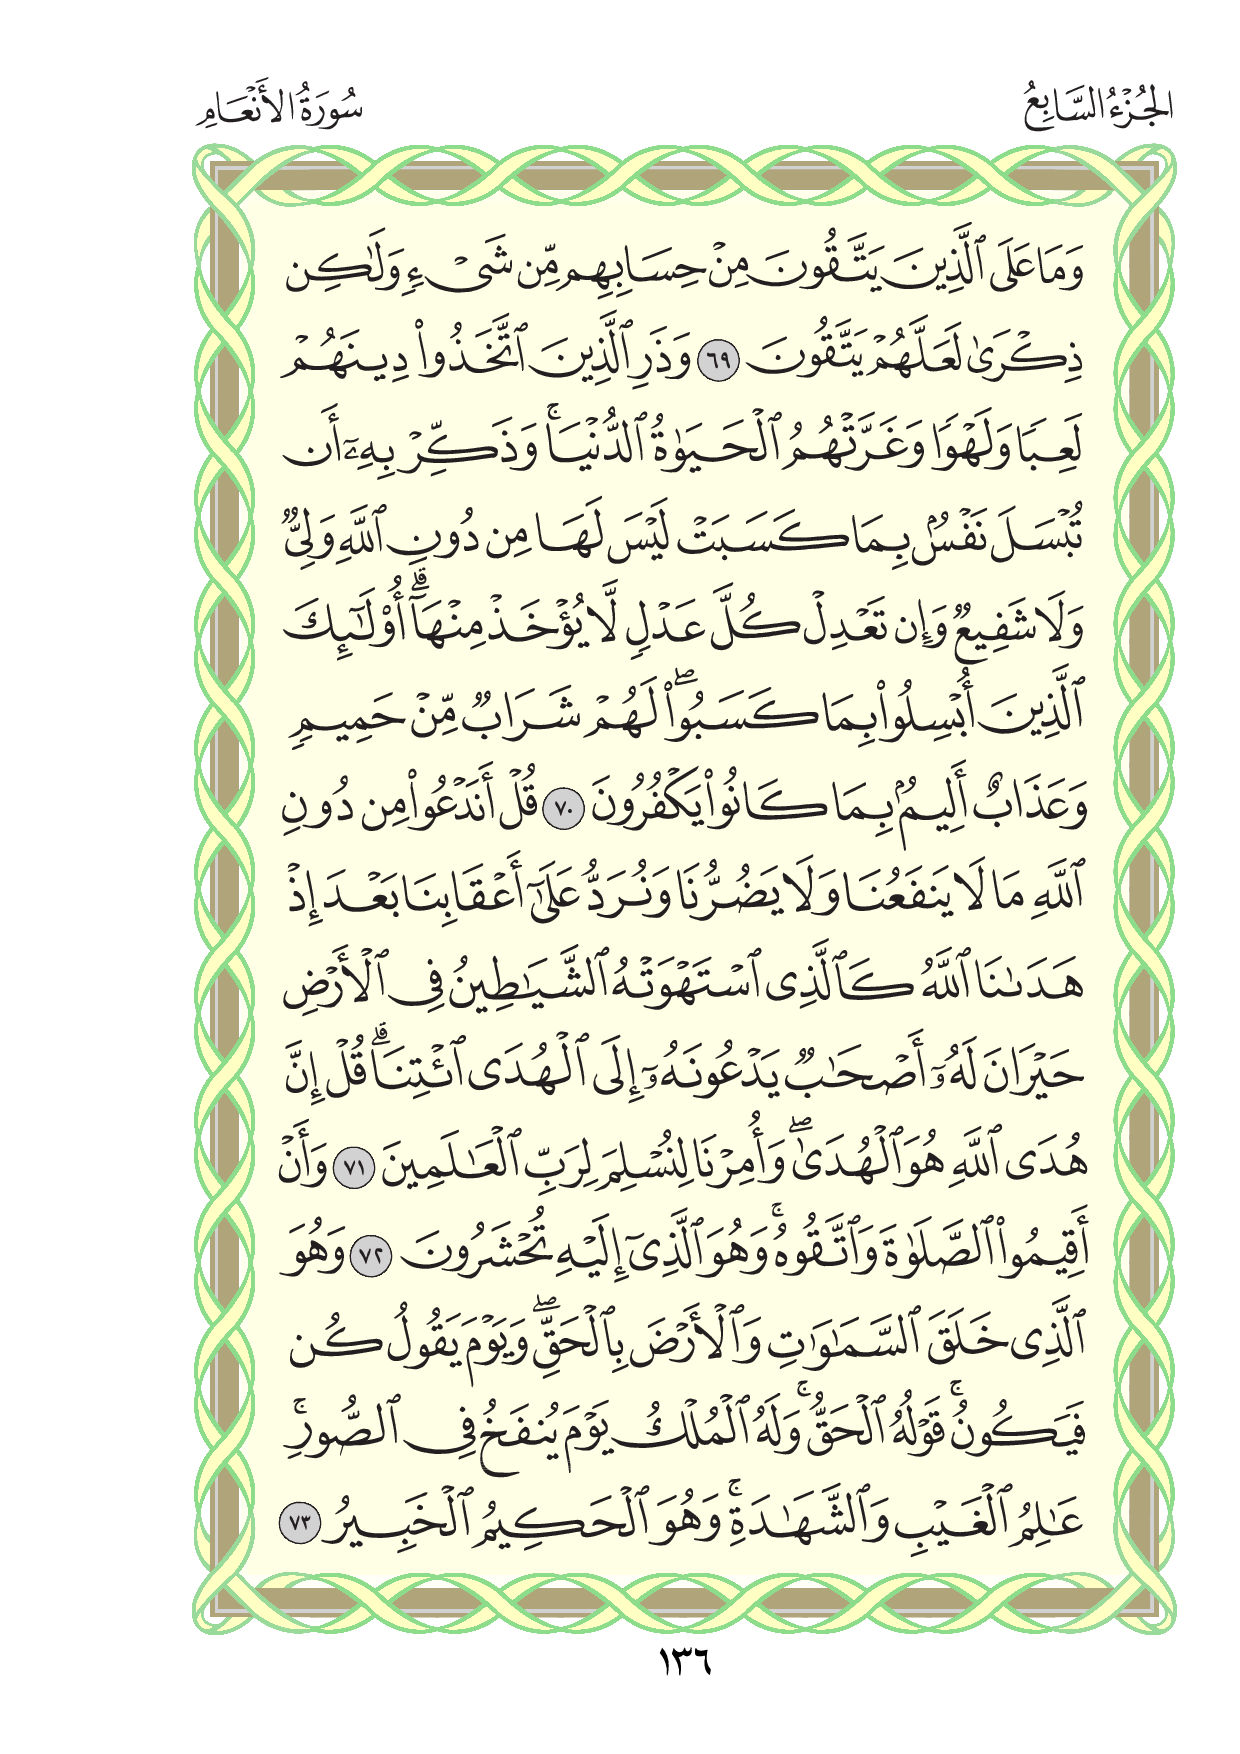 الجُزْءُ السَّابِعُ
سُورَةُ الأَنْعَامِ
وَمَا عَلَى ٱلَّذِينَ يَتَّقُونَ مِنْ حِسَابِهِم مِّن شَىْءٍ وَلَٰكِن
ذِكْرَىٰ لَعَلَّهُمْ يَتَّقُونَ ٦٩ وَذَرِ ٱلَّذِينَ ٱتَّخَذُوا۟ دِينَهُمْ
لَعِبًا وَلَهْوًا وَغَرَّتْهُمُ ٱلْحَيَوٰةُ ٱلدُّنْيَا ۚ وَذَكِّرْ بِهِۦٓ أَن
تُبْسَلَ نَفْسٌۢ بِمَا كَسَبَتْ لَيْسَ لَهَا مِن دُونِ ٱللَّهِ وَلِىٌّ
وَلَا شَفِيعٌ وَإِن تَعْدِلْ كُلَّ عَدْلٍ لَّا يُؤْخَذْ مِنْهَآ ۗ أُو۟لَٰٓئِكَ
ٱلَّذِينَ أُبْسِلُوا۟ بِمَا كَسَبُوا۟ ۖ لَهُمْ شَرَابٌ مِّنْ حَمِيمٍ
وَعَذَابٌ أَلِيمٌۢ بِمَا كَانُوا۟ يَكْفُرُونَ ٧٠ قُلْ أَنَدْعُوا۟ مِن دُونِ
ٱللَّهِ مَا لَا يَنفَعُنَا وَلَا يَضُرُّنَا وَنُرَدُّ عَلَىٰٓ أَعْقَابِنَا بَعْدَ إِذْ
هَدَىٰنَا ٱللَّهُ كَٱلَّذِى ٱسْتَهْوَتْهُ ٱلشَّيَٰطِينُ فِى ٱلْأَرْضِ
حَيْرَانَ لَهُۥٓ أَصْحَٰبٌ يَدْعُونَهُۥٓ إِلَى ٱلْهُدَى ٱئْتِنَا ۗ قُلْ إِنَّ
هُدَى ٱللَّهِ هُوَ ٱلْهُدَىٰ ۖ وَأُمِرْنَا لِنُسْلِمَ لِرَبِّ ٱلْعَٰلَمِينَ ٧١ وَأَنْ
أَقِيمُوا۟ ٱلصَّلَوٰةَ وَٱتَّقُوهُ ۚ وَهُوَ ٱلَّذِىٓ إِلَيْهِ تُحْشَرُونَ ٧٢ وَهُوَ
ٱلَّذِى خَلَقَ ٱلسَّمَٰوَٰتِ وَٱلْأَرْضَ بِٱلْحَقِّ ۖ وَيَوْمَ يَقُولُ كُن
فَيَكُونُ ۚ قَوْلُهُ ٱلْحَقُّ ۚ وَلَهُ ٱلْمُلْكُ يَوْمَ يُنفَخُ فِى ٱلصُّورِ ۚ
عَٰلِمُ ٱلْغَيْبِ وَٱلشَّهَٰدَةِ ۚ وَهُوَ ٱلْحَكِيمُ ٱلْخَبِيرُ ٧٣
١٣٦